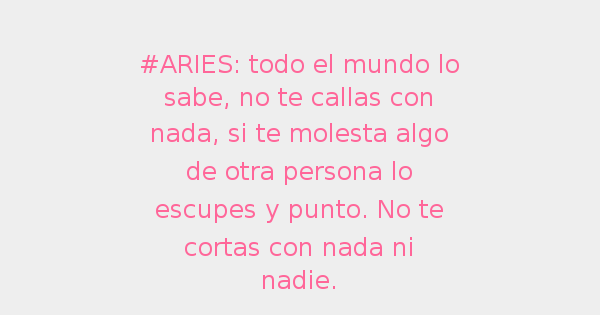 #ARIES: todo el mundo lo
sabe, no te callas con
nada, si te molesta algo
de otra persona lo
escupes y punto. No te
cortas con nada ni
nadie.